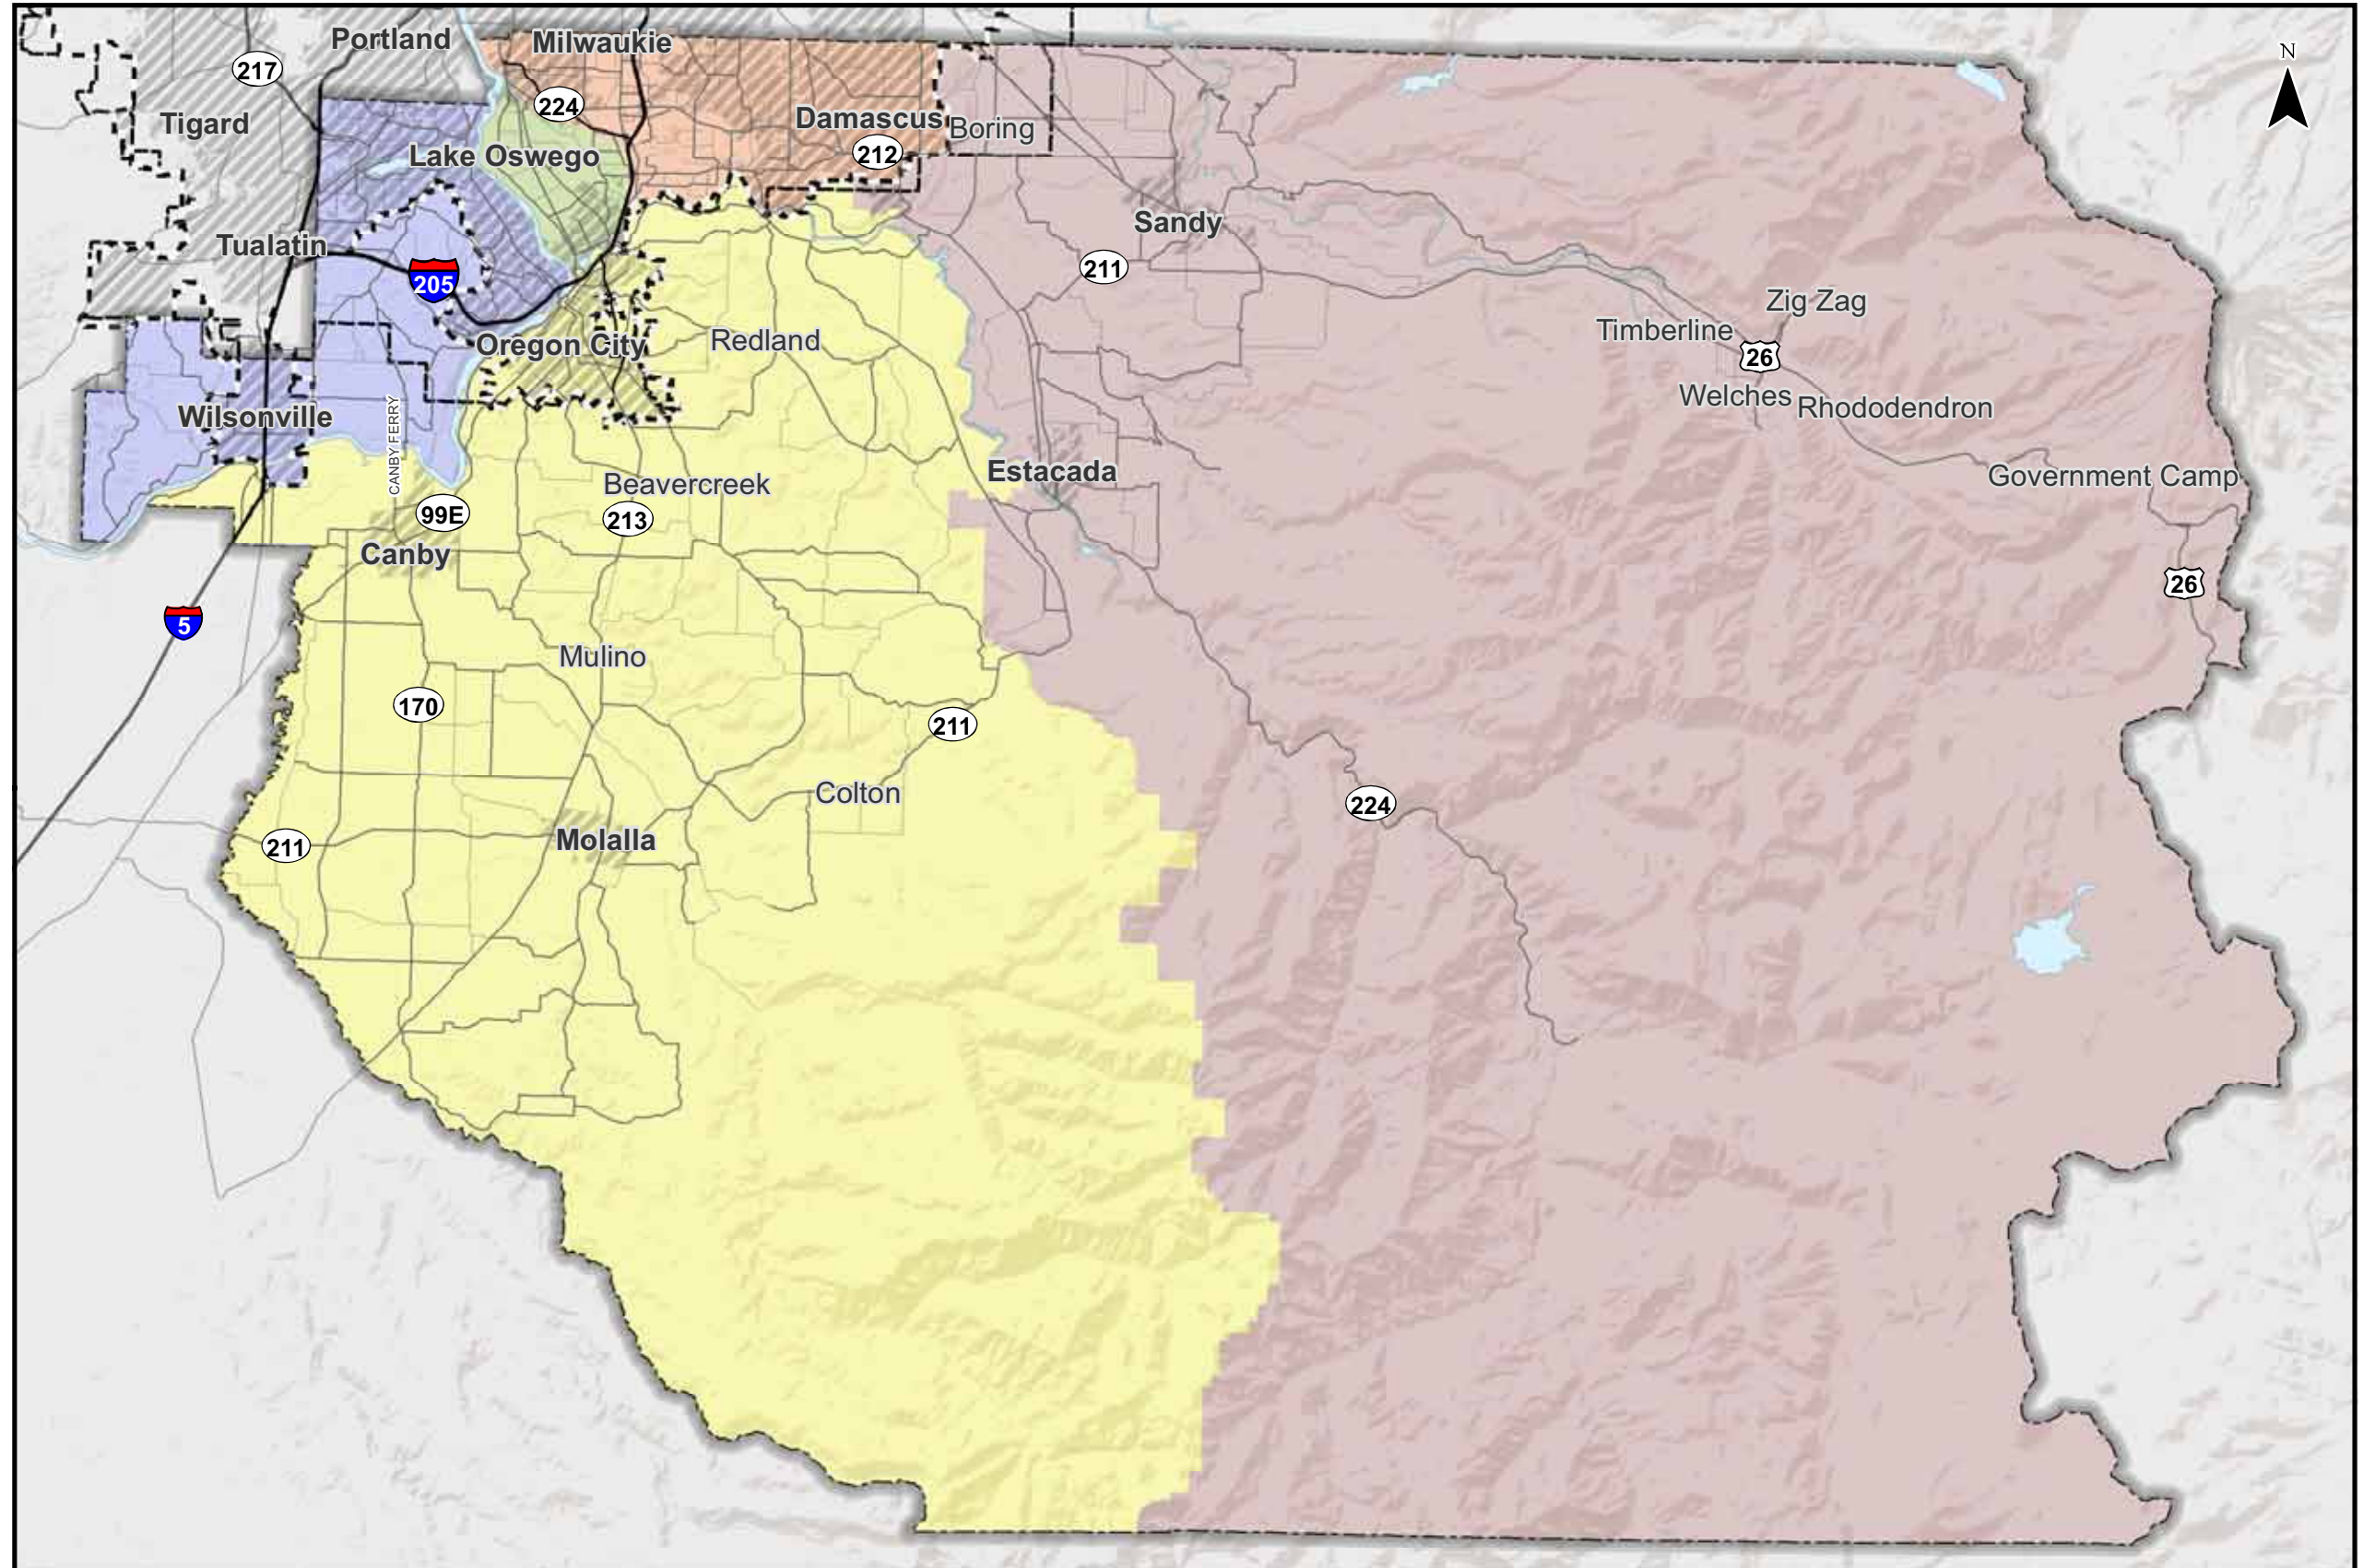 Portland
Milwaukie
N
217
224
Tigard
Damascus
Boring
Lake Oswego
212
Sandy
Tualatin
211
205
Zig Zag
Timberline
Oregon City
Redland
26
Welches
Rhododendron
Wilsonville
CANBY FERRY
Estacada
Government Camp
Beavercreek
99E
213
Canby
26
5
Mulino
170
211
Colton
224
Molalla
211